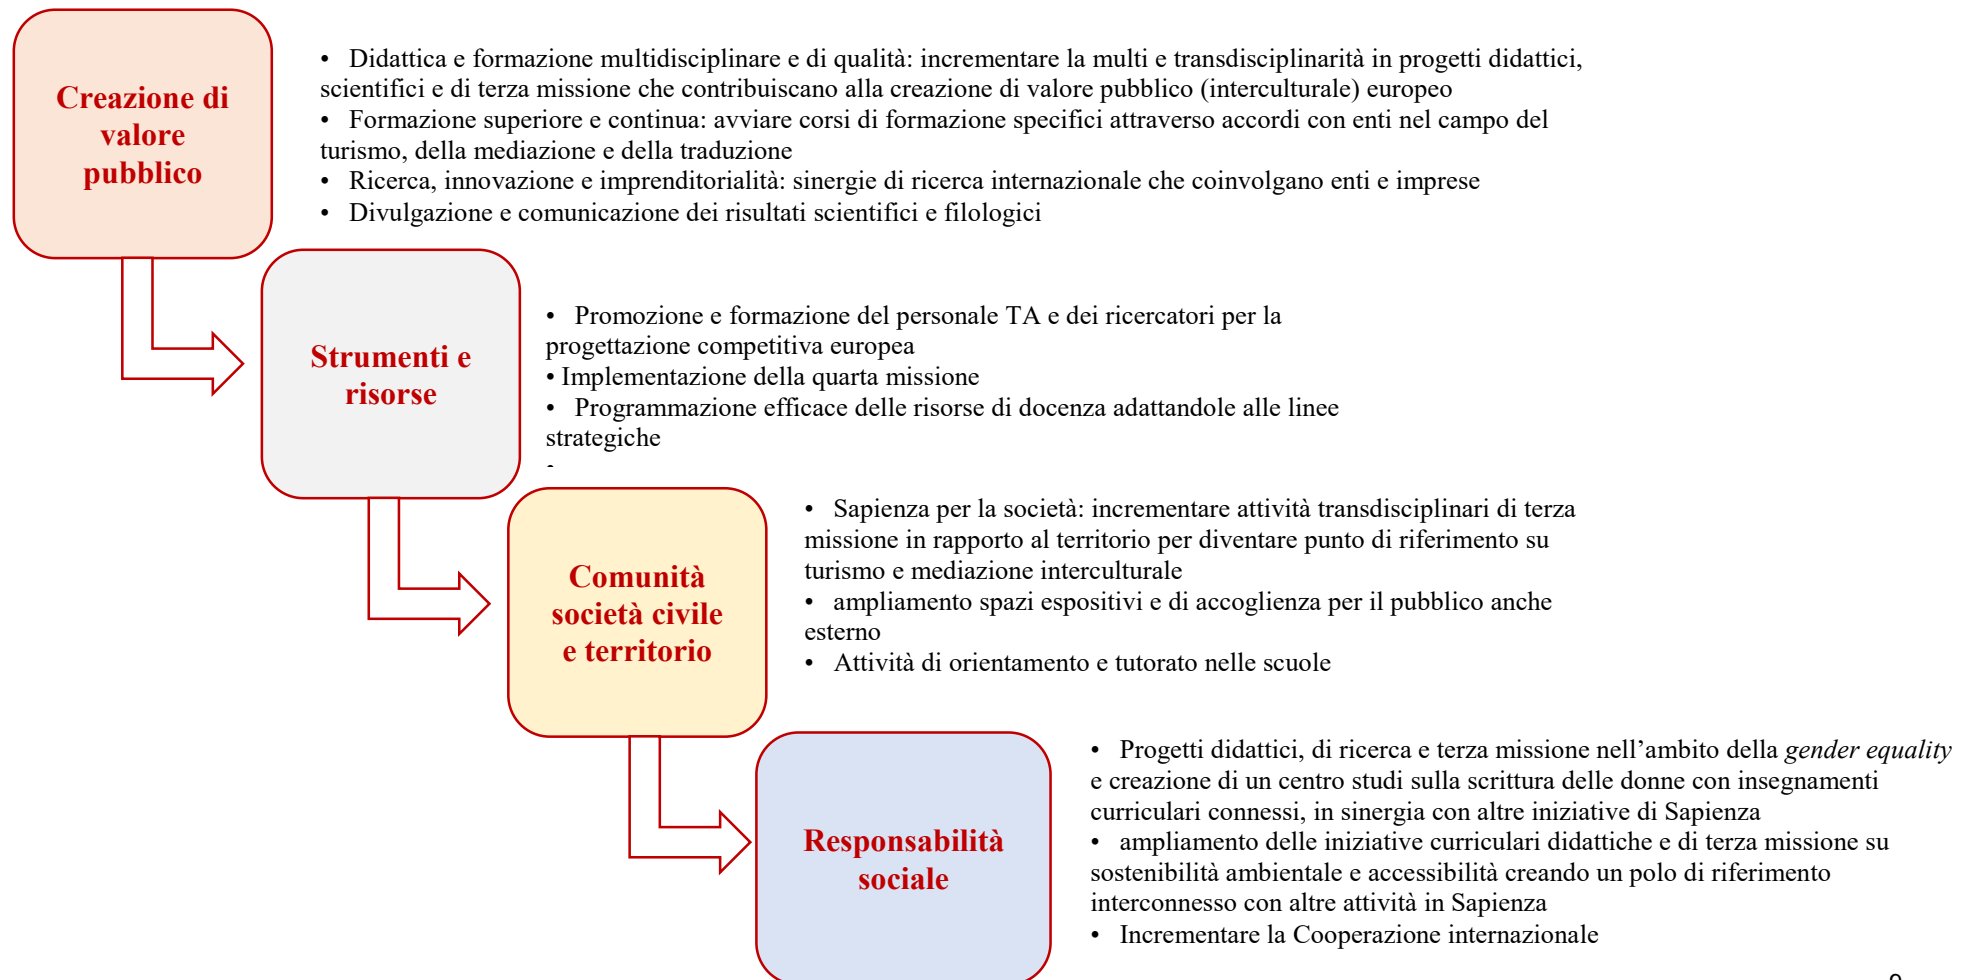 Creazione di
valore
pubblico
• Didattica e formazione multidisciplinare e di qualità: incrementare la multi e transdisciplinarità in progetti didattici,
scientifici e di terza missione che contribuiscano alla creazione di valore pubblico (interculturale) europeo
• Formazione superiore e continua: avviare corsi di formazione specifici attraverso accordi con enti nel campo del
turismo, della mediazione e della traduzione
• Ricerca, innovazione e imprenditorialità: sinergie di ricerca internazionale che coinvolgano enti e imprese
• Divulgazione e comunicazione dei risultati scientifici e filologici
Strumenti e
risorse
• Promozione e formazione del personale TA e dei ricercatori per la
progettazione competitiva europea
• Implementazione della quarta missione
• Programmazione efficace delle risorse di docenza adattandole alle linee
strategiche
•
Comunità
società civile
e territorio
• Sapienza per la società: incrementare attività transdisciplinari di terza
missione in rapporto al territorio per diventare punto di riferimento su
turismo e mediazione interculturale
• ampliamento spazi espositivi e di accoglienza per il pubblico anche
esterno
• Attività di orientamento e tutorato nelle scuole
Responsabilità
sociale
• Progetti didattici, di ricerca e terza missione nell’ambito della gender equality
e creazione di un centro studi sulla scrittura delle donne con insegnamenti
curriculari connessi, in sinergia con altre iniziative di Sapienza
• ampliamento delle iniziative curriculari didattiche e di terza missione su
sostenibilità ambientale e accessibilità creando un polo di riferimento
interconnesso con altre attività in Sapienza
• Incrementare la Cooperazione internazionale